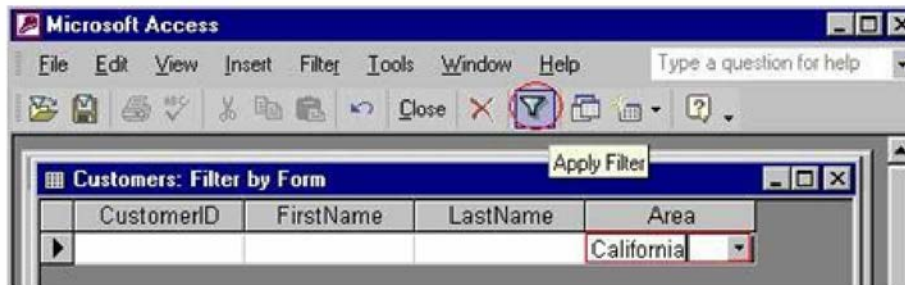 Microsoft Access
File Edit View Insert Filter Tools Window Help Type a question for help
Close
Apply Filter
Customers: Filter by Form
CustomerID FirstName LastName Area
California